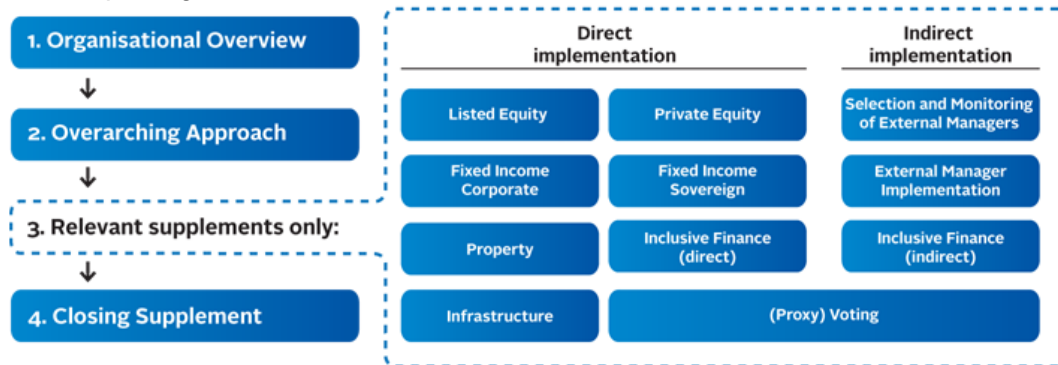 1. Organisational Overview
2. Overarching Approach
3. Relevant supplements only:
4. Closing Supplement
Direct
implementation
Indirect
implementation
Listed Equity
Private Equity
Selection and Monitoring
of External Managers
Fixed Income
Corporate
Fixed Income
Sovereign
External Manager
Implementation
Property
Inclusive Finance
(direct)
Inclusive Finance
(indirect)
Infrastructure
(Proxy) Voting